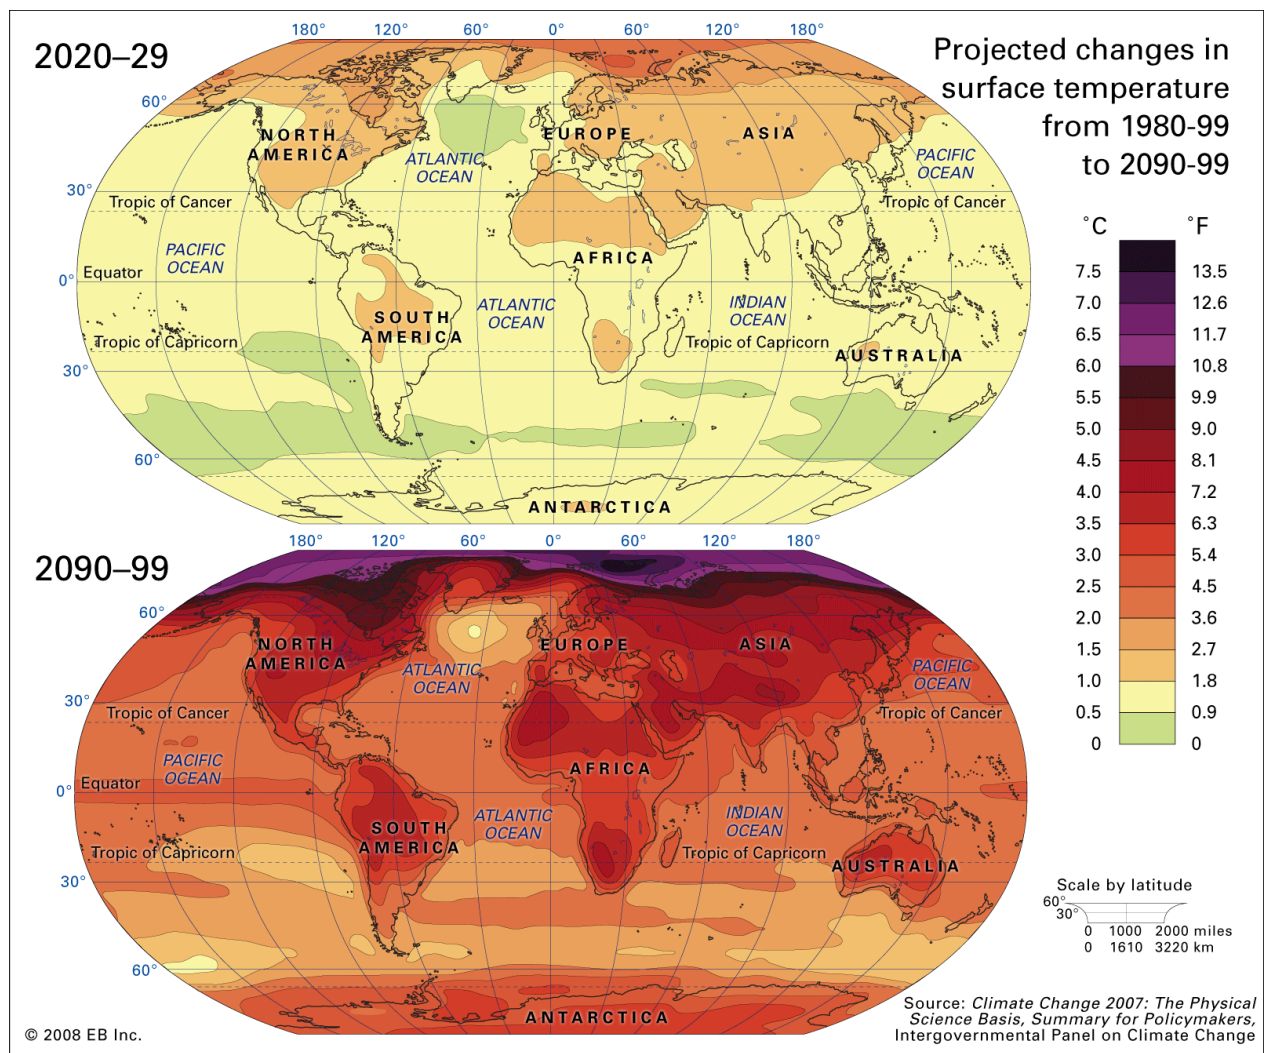 180° 120° 60° 0° 60° 120° 180°
2020–29
Projected changes in
surface temperature
from 1980-99
to 2090-99
60°
NORTH
AMERICA
EUROPE
ASIA
ATLANTIC
OCEAN
PACIFIC
OCEAN
30°
Tropic of Cancer
Tropic of Cancer
PACIFIC
OCEAN
AFRICA
Equator
0°
ATLANTIC
OCEAN
INDIAN
OCEAN
SOUTH
AMERICA
Tropic of Capricorn
Tropic of Capricorn
AUSTRALIA
30°
60°
ANTARCTICA
°C °F
7.5 13.5
7.0 12.6
6.5 11.7
6.0 10.8
5.5 9.9
5.0 9.0
4.5 8.1
4.0 7.2
3.5 6.3
3.0 5.4
2.5 4.5
2.0 3.6
1.5 2.7
1.0 1.8
0.5 0.9
0 0
180° 120° 60° 0° 60° 120° 180°
2090–99
60°
NORTH
AMERICA
EUROPE
ASIA
ATLANTIC
OCEAN
PACIFIC
OCEAN
30°
Tropic of Cancer
Tropic of Cancer
PACIFIC
OCEAN
AFRICA
Equator
0°
ATLANTIC
OCEAN
INDIAN
OCEAN
SOUTH
AMERICA
Tropic of Capricorn
Tropic of Capricorn
AUSTRALIA
30°
60°
ANTARCTICA
Scale by latitude
60°
30°
0 1000 2000 miles
0 1610 3220 km
Source: Climate Change 2007: The Physical
Science Basis, Summary for Policymakers,
Intergovernmental Panel on Climate Change
© 2008 EB Inc.